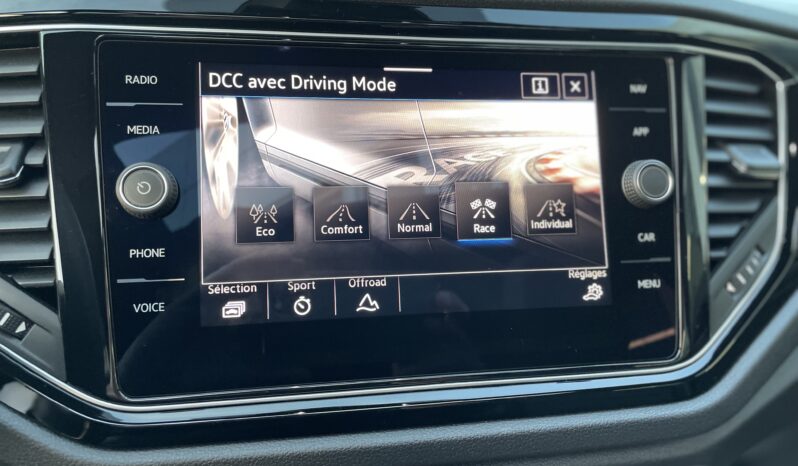 DCC avec Driving Mode
RADIO
MEDIA
PHONE
VOICE
Eco
Comfort
Normal
Race
Individual
Sélection
Sport
Offroad
Réglages
NAV
APP
CAR
MENU
RACE